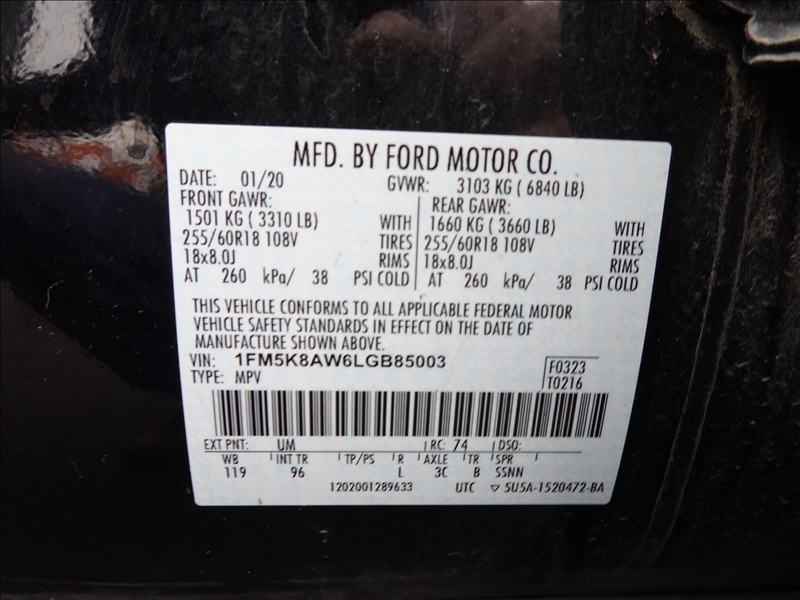 MFD. BY FORD MOTOR CO.
DATE: 01/20 GVWR: 3103 KG ( 6840 LB)
FRONT GAWR: REAR GAWR:
1501 KG ( 3310 LB) WITH 1660 KG ( 3660 LB) WITH
255/60R18 108V TIRES 255/60R18 108V TIRES
18x8.0J RIMS 18x8.0J RIMS
AT 260 kPa/ 38 PSI COLD AT 260 kPa/ 38 PSI COLD
THIS VEHICLE CONFORMS TO ALL APPLICABLE FEDERAL MOTOR
VEHICLE SAFETY STANDARDS IN EFFECT ON THE DATE OF
MANUFACTURE SHOWN ABOVE.
VIN: 1FM5K8AW6LGB85003 F0323
TYPE: MPV T0216
EXT PNT: UM RC: 74 DSO:
WB INT TR TP/PS R AXLE TR SPR
119 96 L 3C B SSNN
1202001289633 UTC ▽ 5U5A-1520472-BA